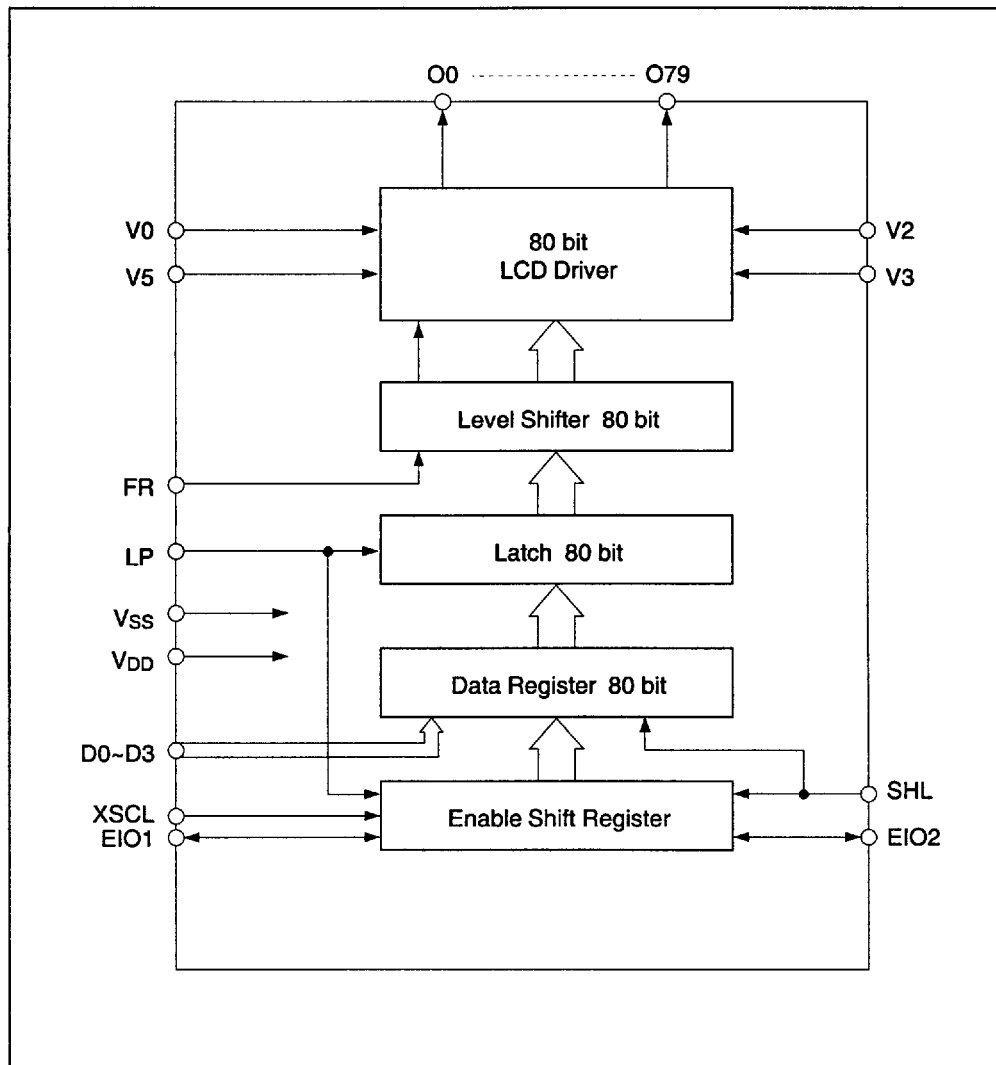 O0 ---------------- O79
V0
V5
80 bit
LCD Driver
V2
V3
Level Shifter 80 bit
FR
LP
Latch 80 bit
VSS
VDD
Data Register 80 bit
D0~D3
XSCL
EIO1
Enable Shift Register
SHL
EIO2